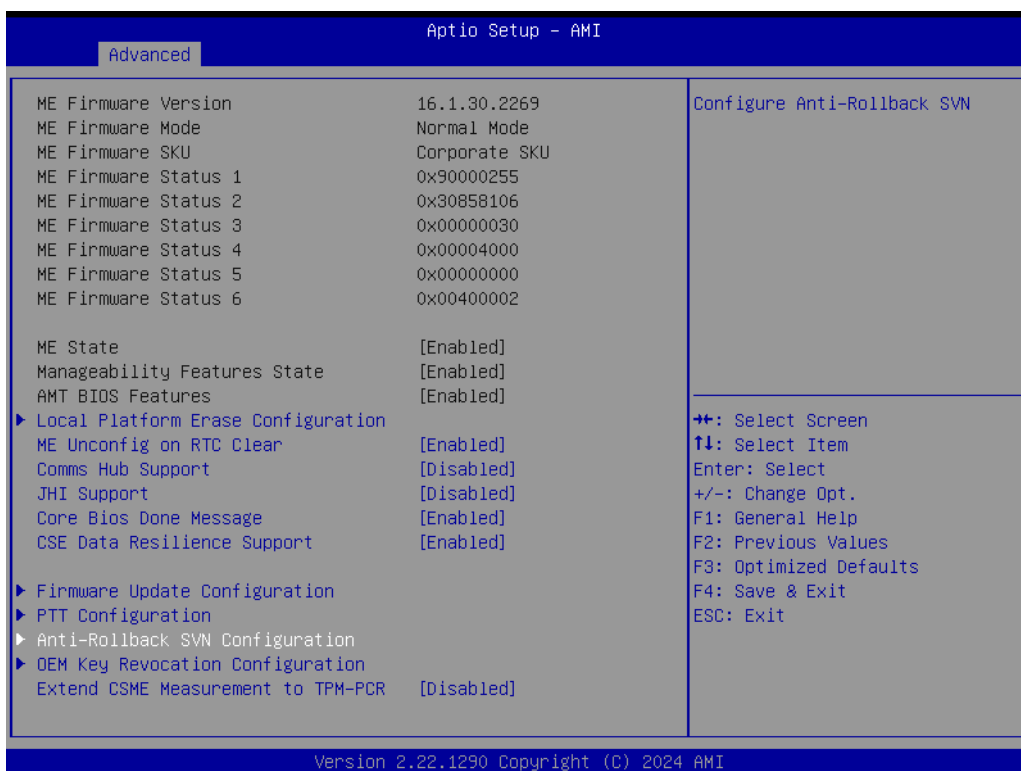 Aptio Setup – AMI
Advanced
ME Firmware Version 16.1.30.2269
ME Firmware Mode Normal Mode
ME Firmware SKU Corporate SKU
ME Firmware Status 1 0x90000255
ME Firmware Status 2 0x30858106
ME Firmware Status 3 0x00000030
ME Firmware Status 4 0x00004000
ME Firmware Status 5 0x00000000
ME Firmware Status 6 0x00400002
ME State [Enabled]
Manageability Features State [Enabled]
AMT BIOS Features [Enabled]
Local Platform Erase Configuration
ME Unconfig on RTC Clear [Enabled]
Comms Hub Support [Disabled]
JHI Support [Disabled]
Core Bios Done Message [Enabled]
CSE Data Resilience Support [Enabled]
Firmware Update Configuration
PTT Configuration
Anti-Rollback SVN Configuration
OEM Key Revocation Configuration
Extend CSME Measurement to TPM-PCR [Disabled]
Configure Anti-Rollback SVN
→←: Select Screen
↑↓: Select Item
Enter: Select
+/-: Change Opt.
F1: General Help
F2: Previous Values
F3: Optimized Defaults
F4: Save & Exit
ESC: Exit
Version 2.22.1290 Copyright (C) 2024 AMI